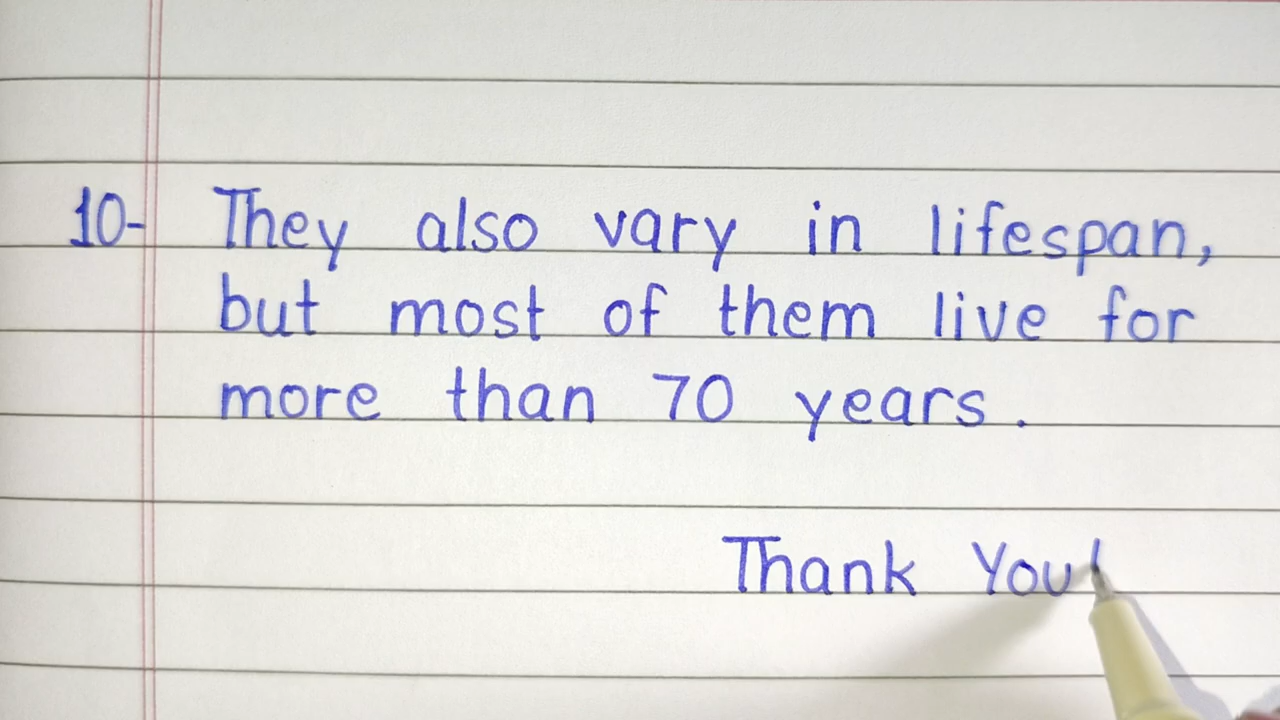 10- They also vary in lifespan,
but most of them live for
more than 70 years.
Thank You!